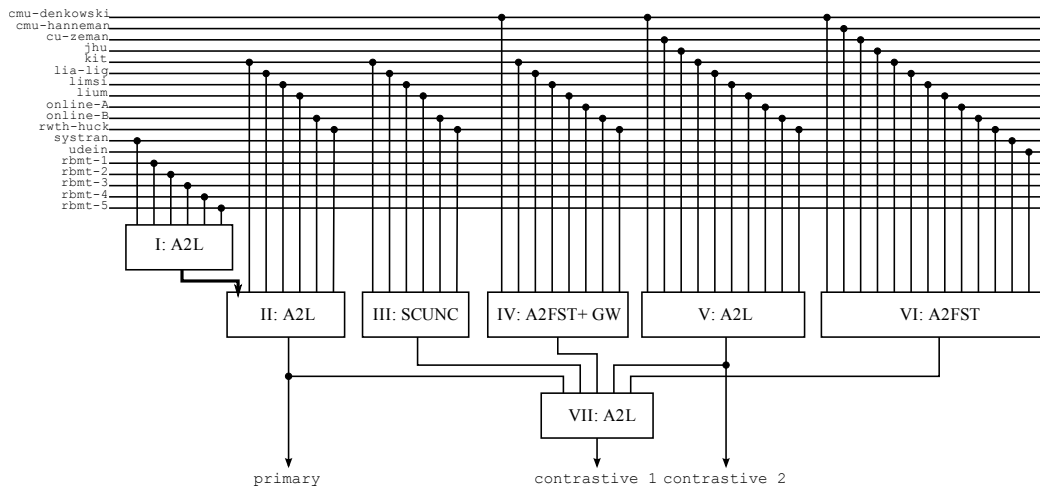 cmu-denkowski
cmu-hanneman
cu-zeman
jhu
kit
lia-lig
limsi
lium
online-A
online-B
rwth-huck
systran
udein
rbmt-1
rbmt-2
rbmt-3
rbmt-4
rbmt-5
I: A2L
II: A2L
III: SCUNC
IV: A2FST+ GW
V: A2L
VI: A2FST
VII: A2L
primary
contrastive 1
contrastive 2